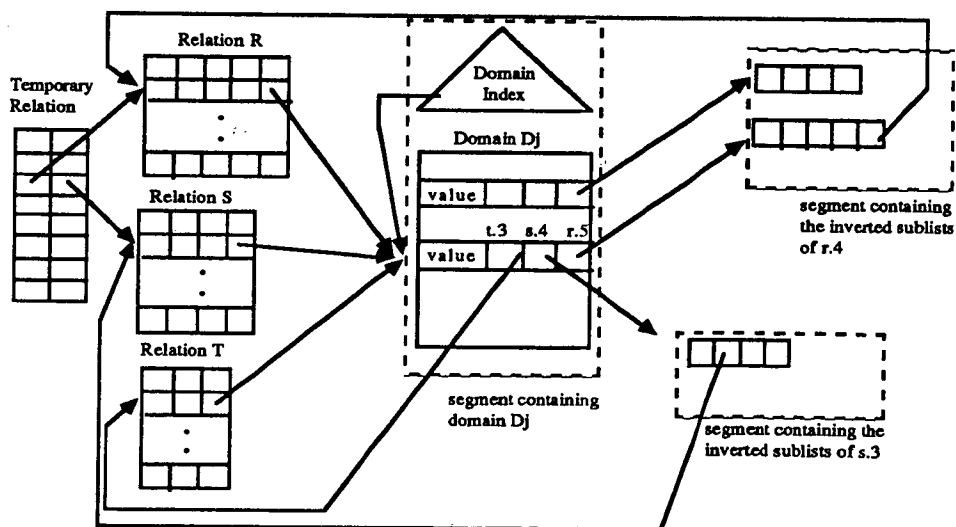 Relation R
Temporary
Relation
Relation S
Relation T
Domain
Index
Domain Dj
value
t.3 s.4 r.5
value
segment containing
domain Dj
segment containing
the inverted sublists
of r.4
segment containing the
inverted sublists of s.3